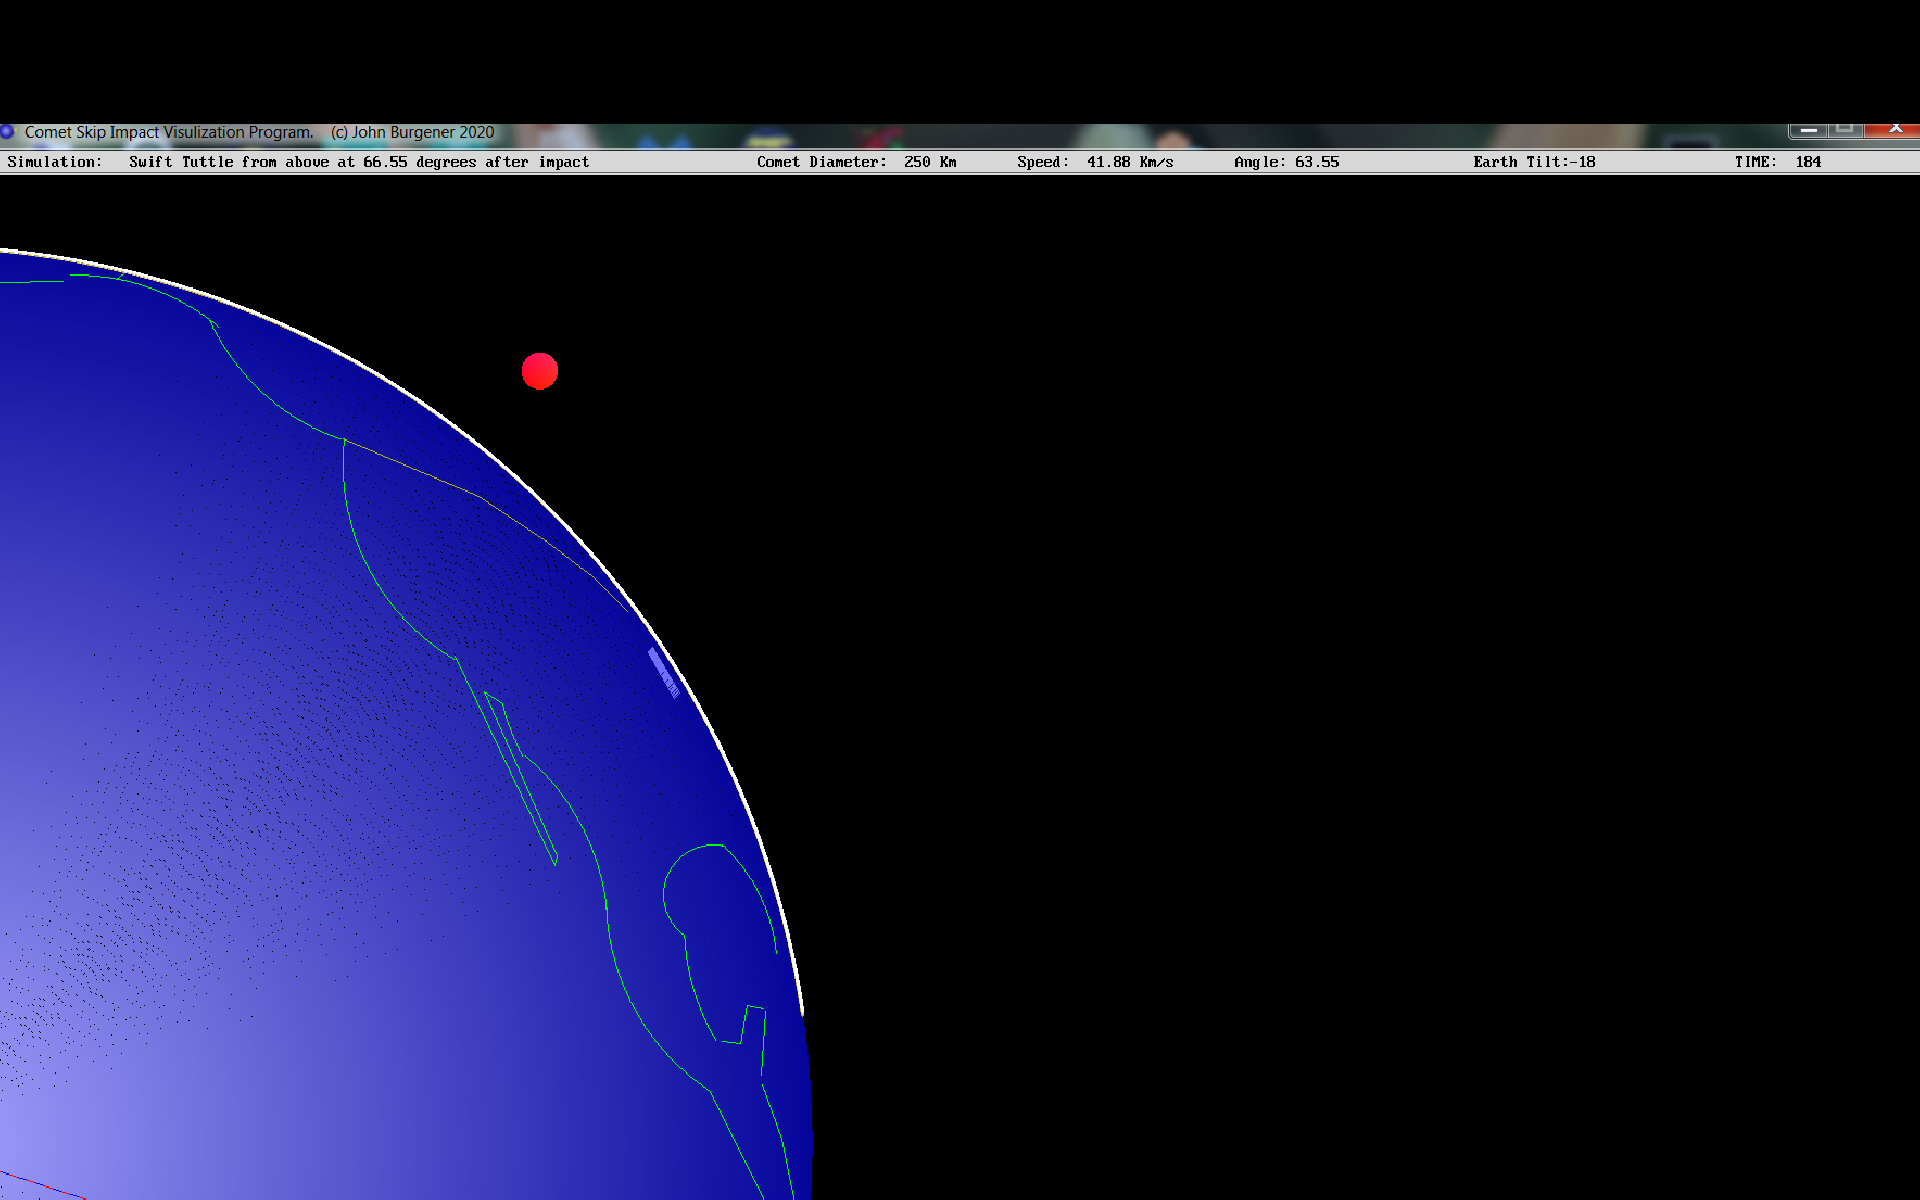 Comet Skip Impact Visulization Program. (c) John Burgener 2020
Simulation: Swift Tuttle from above at 66.55 degrees after impact Comet Diameter: 250 Km Speed: 41.88 Km/s Angle: 63.55 Earth Tilt:-18 TIME: 184